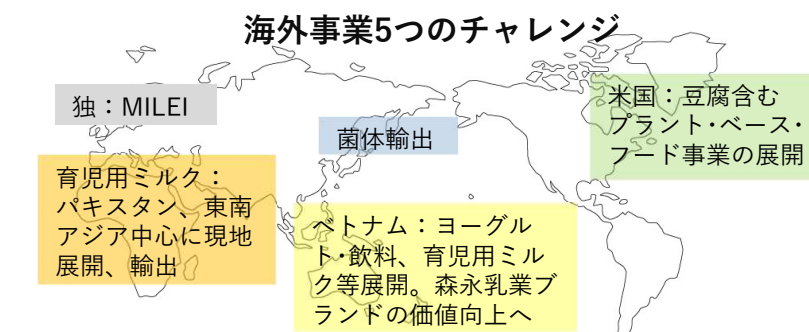 海外事業5つのチャレンジ
独：MILEI
菌体輸出
米国：豆腐含む
プラント・ベース・
フード事業の展開
育児用ミルク：
パキスタン、東南
アジア中心に現地
展開、輸出
ベトナム：ヨーグル
ト・飲料、育児用ミル
ク等展開。森永乳業ブ
ランドの価値向上へ